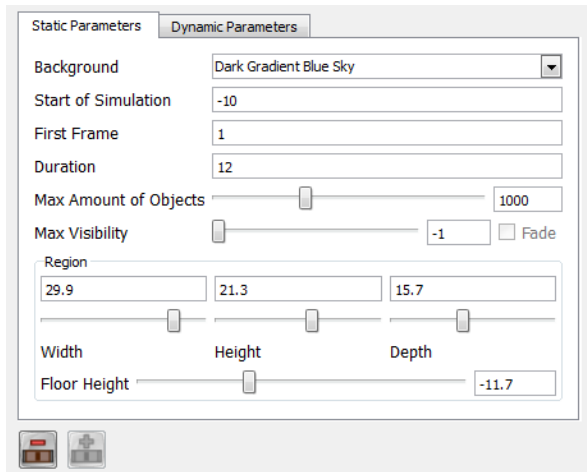 Static Parameters Dynamic Parameters
Background Dark Gradient Blue Sky
Start of Simulation -10
First Frame 1
Duration 12
Max Amount of Objects 1000
Max Visibility -1 Fade
Region
29.9 21.3 15.7
Width Height Depth
Floor Height -11.7